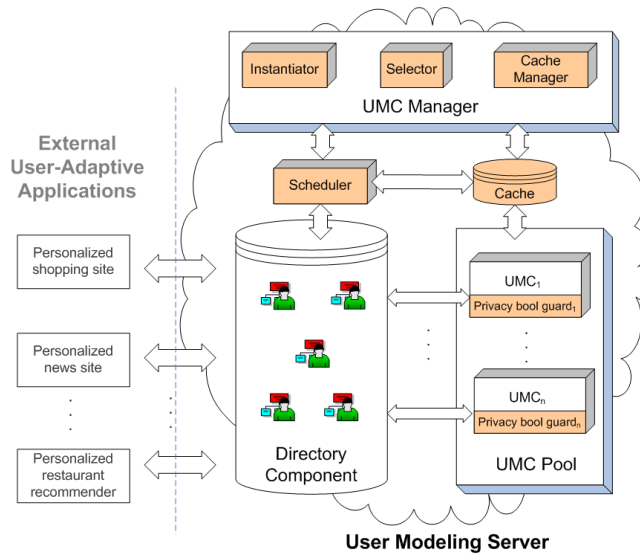 Instantiator
Selector
Cache
Manager
UMC Manager
External
User-Adaptive
Applications
Scheduler
Cache
Personalized
shopping site
Personalized
news site
Personalized
restaurant
recommender
Directory
Component
UMC1
Privacy bool guard1
UMCn
Privacy bool guardn
UMC Pool
User Modeling Server